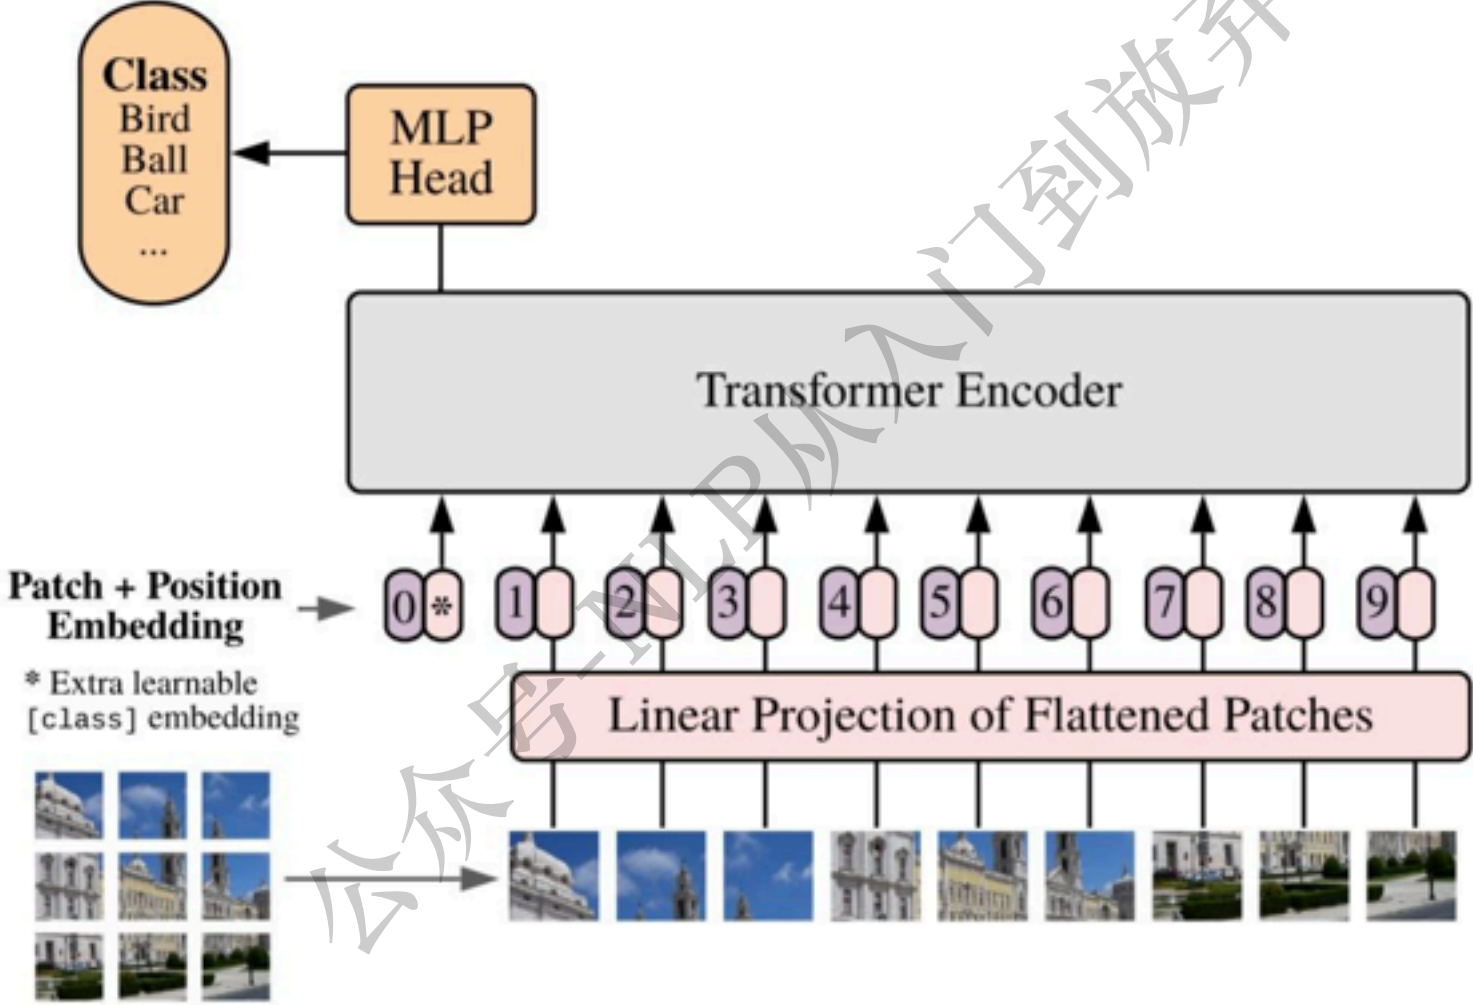 Class
Bird
Ball
Car
...
MLP
Head
Transformer Encoder
Patch + Position
Embedding
0 * 1 2 3 4 5 6 7 8 9
* Extra learnable
[class] embedding
Linear Projection of Flattened Patches
公众号-NLP从入门到放弃